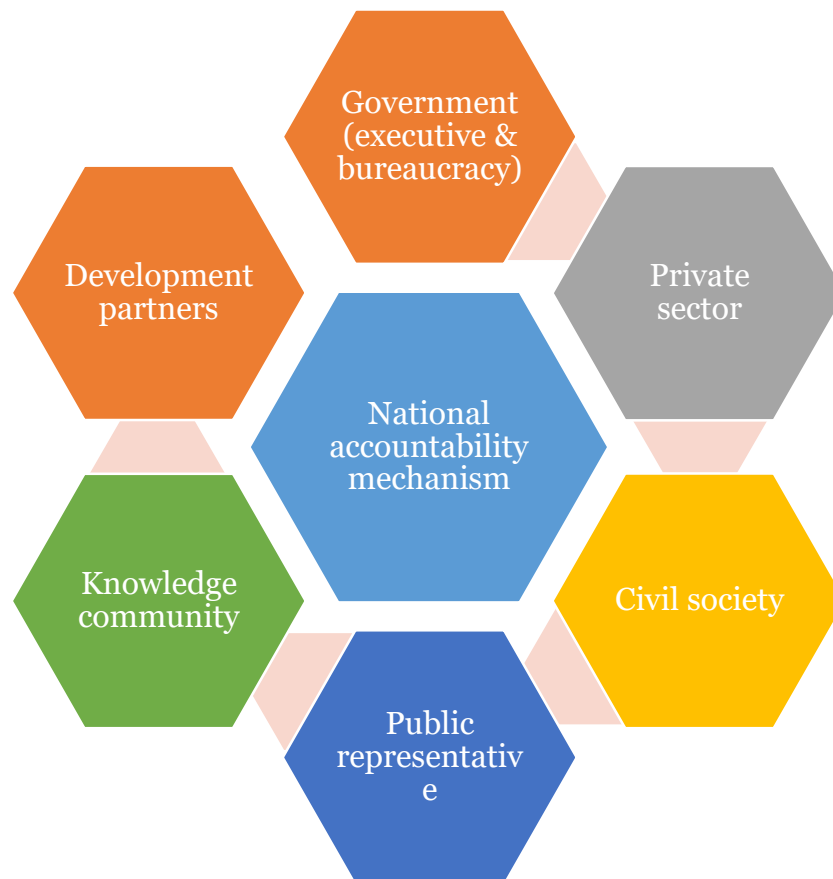 Government
(executive &
bureaucracy)
Development
partners
Private
sector
National
accountability
mechanism
Knowledge
community
Civil society
Public
representativ
e